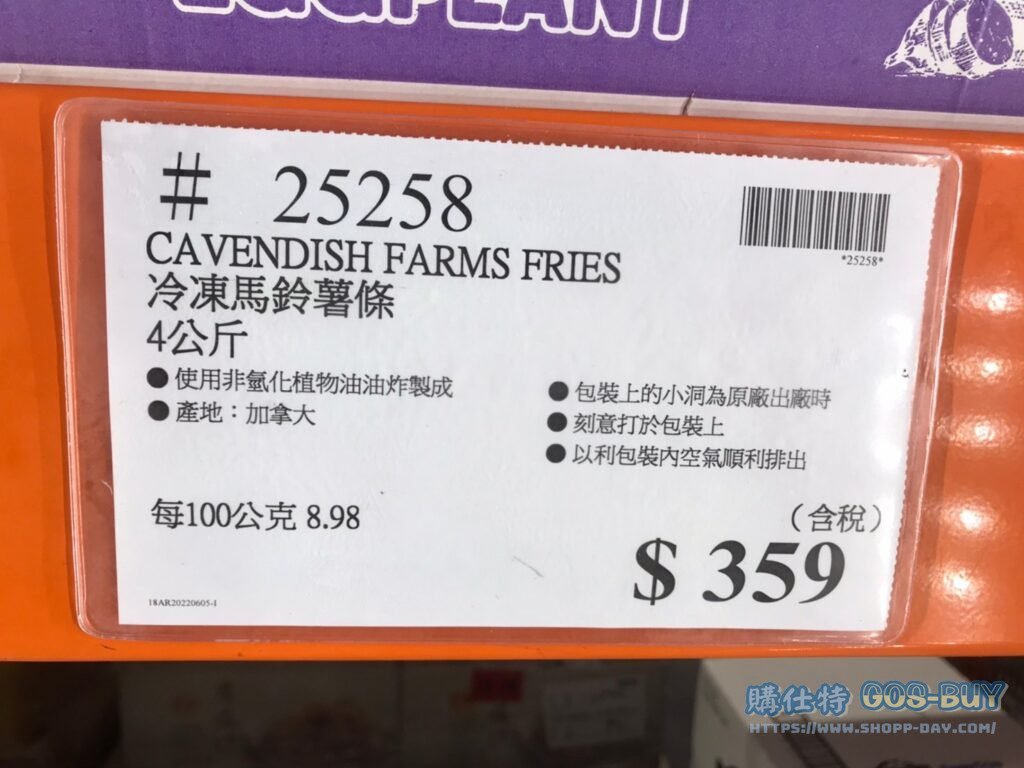 EGGPLANT
# 25258
*25258*
CAVENDISH FARMS FRIES
冷凍馬鈴薯條
4公斤
●使用非氫化植物油油炸製成
●產地：加拿大
●包裝上的小洞為原廠出廠時
●刻意打於包裝上
●以利包裝內空氣順利排出
每100公克 8.98
（含稅）
$ 359
18AR20220605-1
購仕特 GOS-BUY
HTTPS://WWW.SHOPP-DAY.COM/